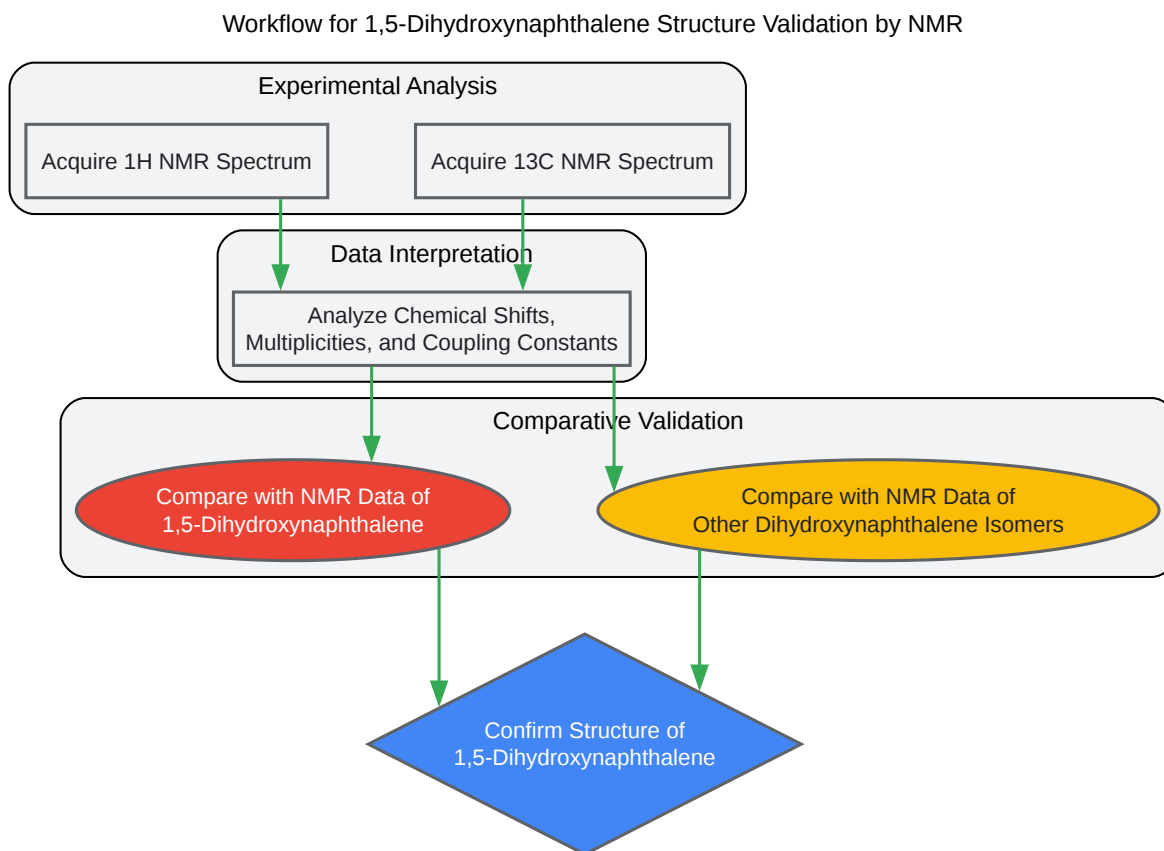 Workflow for 1,5-Dihydroxynaphthalene Structure Validation by NMR
Experimental Analysis
Acquire 1H NMR Spectrum
Acquire 13C NMR Spectrum
Data Interpretation
Analyze Chemical Shifts,
Multiplicities, and Coupling Constants
Comparative Validation
Compare with NMR Data of
1,5-Dihydroxynaphthalene
Compare with NMR Data of
Other Dihydroxynaphthalene Isomers
Confirm Structure of
1,5-Dihydroxynaphthalene